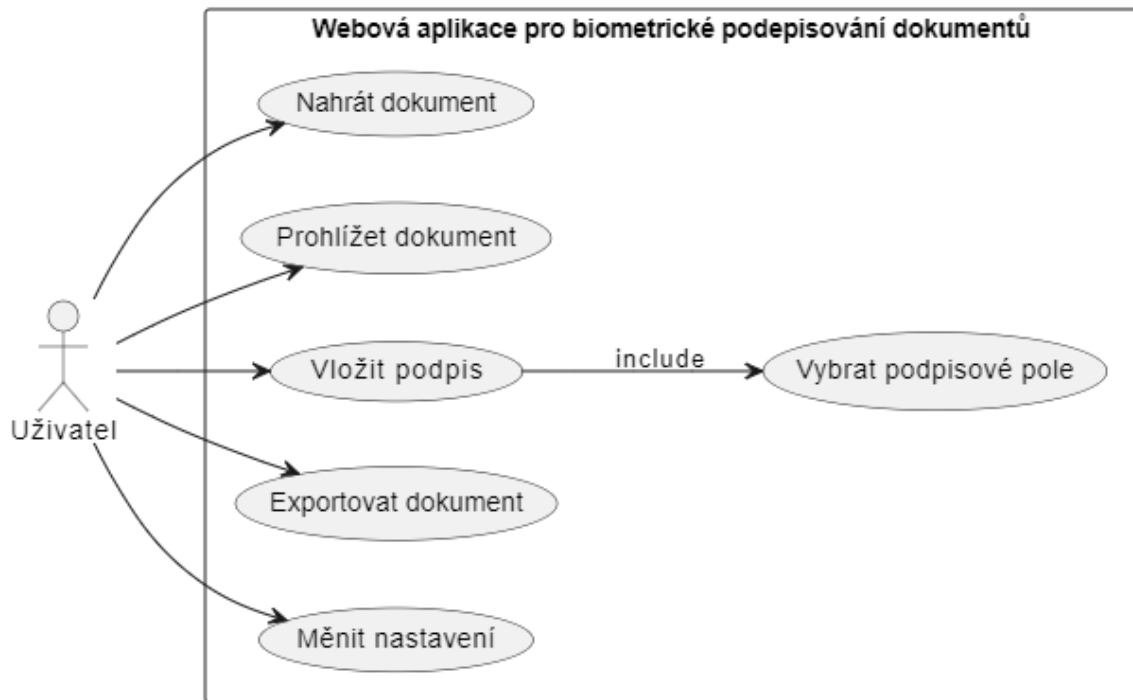 Webová aplikace pro biometrické podepisování dokumentů
Nahrát dokument
Prohlížet dokument
Vložit podpis
include
Vybrat podpisové pole
Uživatel
Exportovat dokument
Měnit nastavení